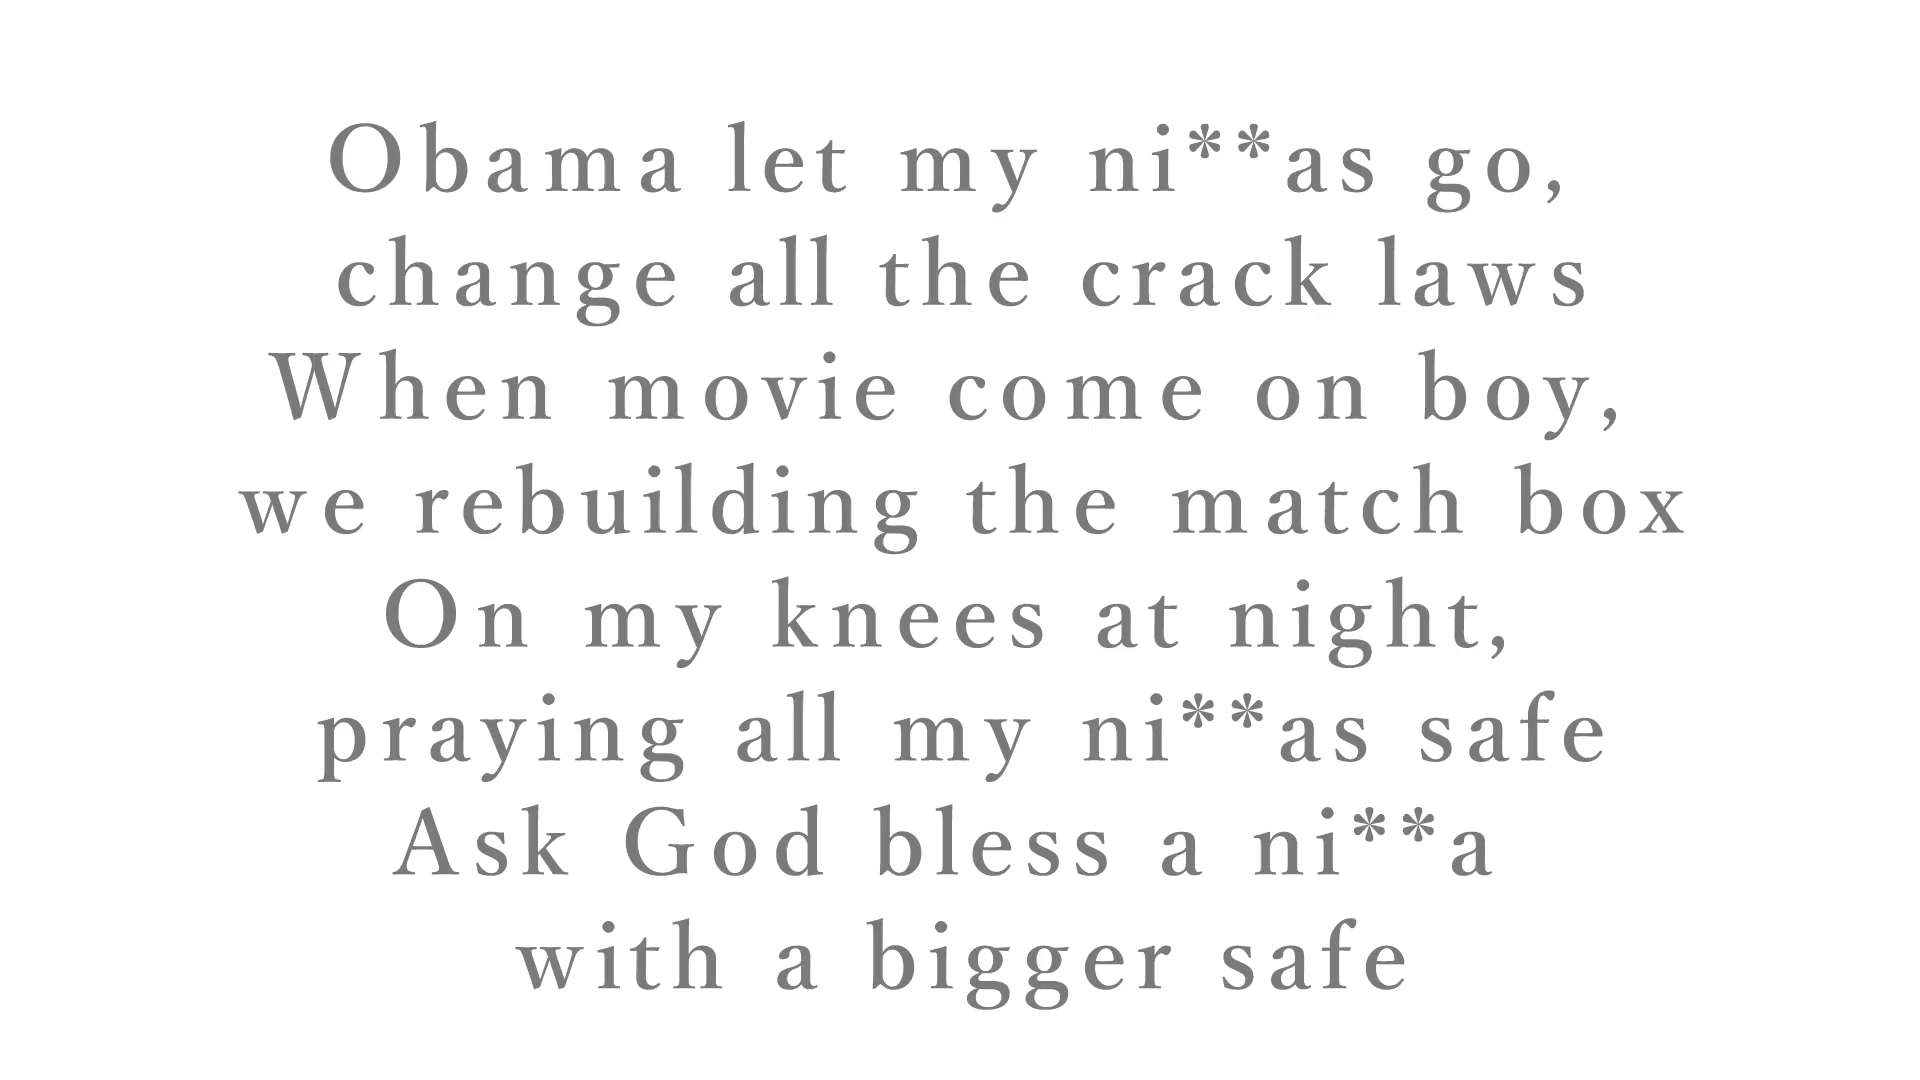 Obama let my ni**as go,
change all the crack laws
When movie come on boy,
we rebuilding the match box
On my knees at night,
praying all my ni**as safe
Ask God bless a ni**a
with a bigger safe